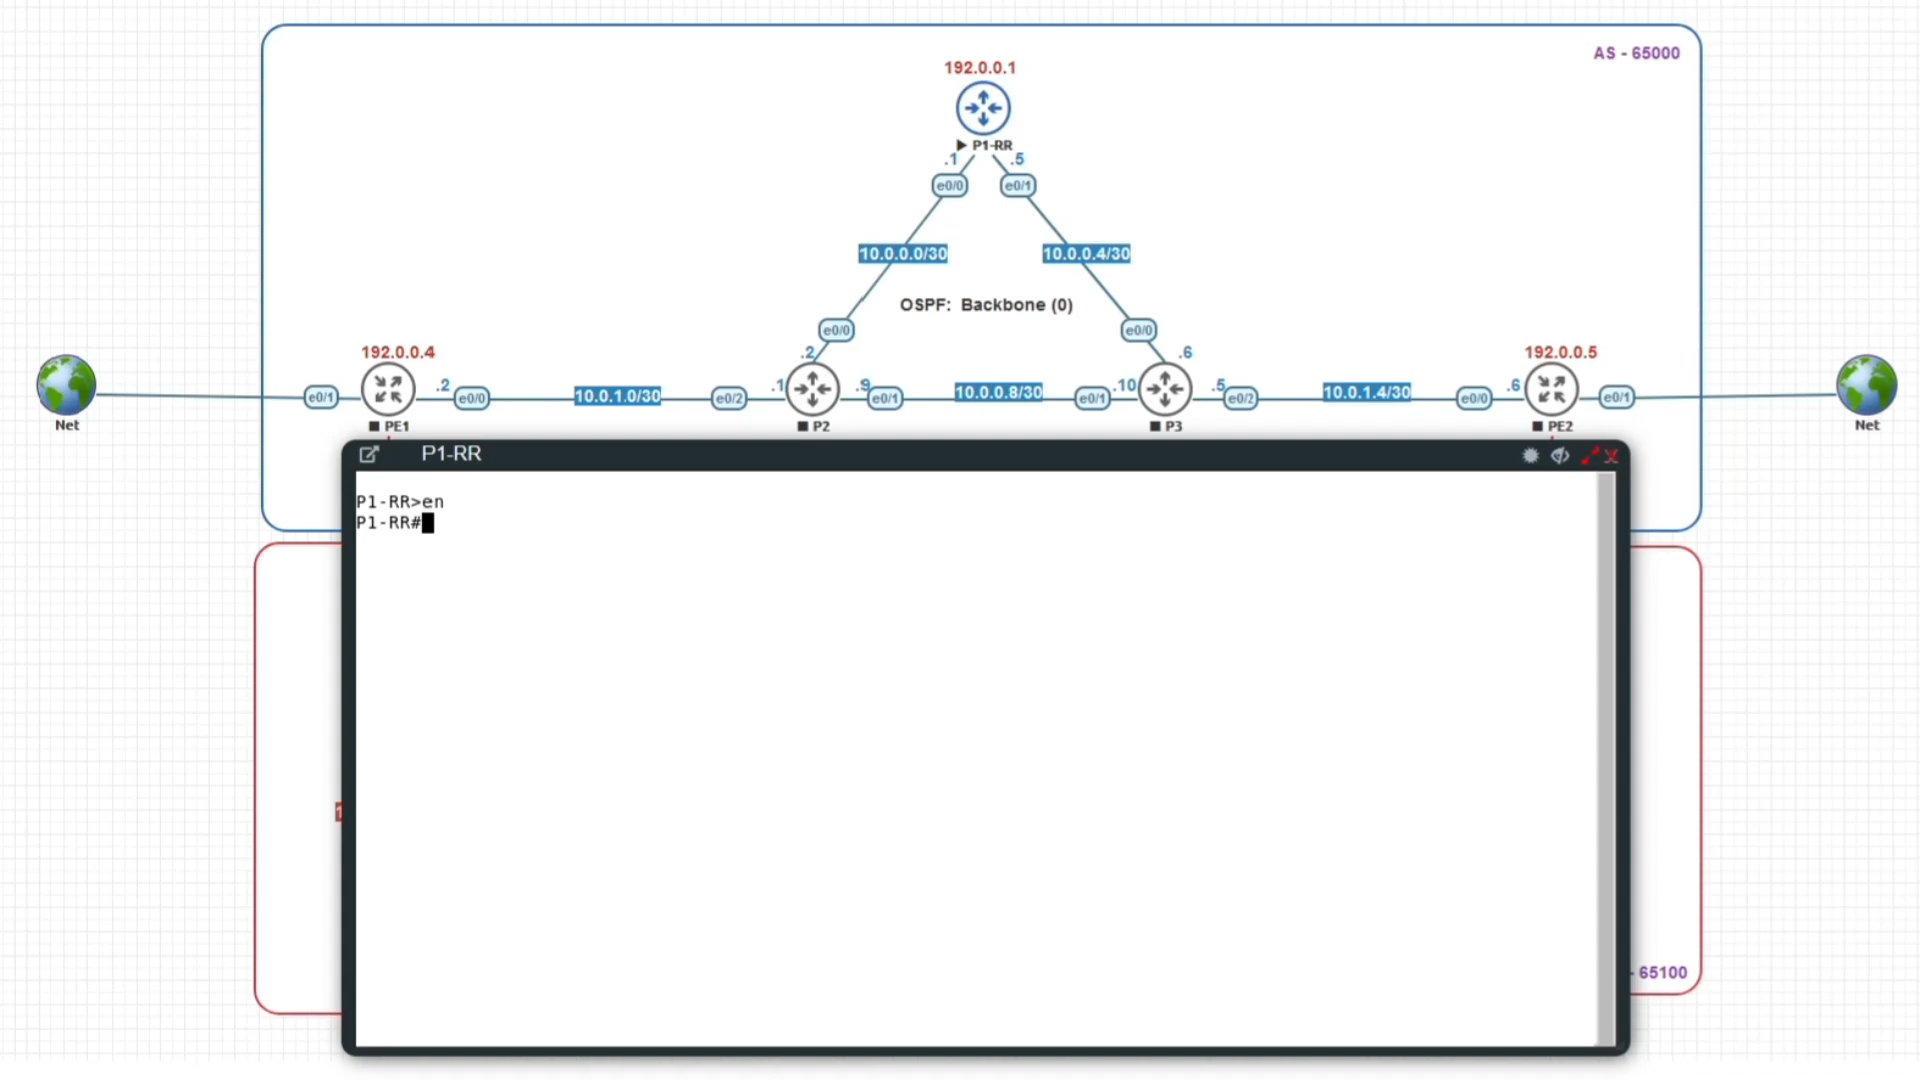 AS - 65000
192.0.0.1
P1-RR
.1
.5
e0/0
e0/1
10.0.0.0/30
10.0.0.4/30
OSPF: Backbone (0)
e0/0
e0/0
.2
.6
192.0.0.4
192.0.0.5
Net
e0/1
.2
e0/0
10.0.1.0/30
e0/2
.1
.9
e0/1
10.0.0.8/30
e0/1
.10
.5
e0/2
10.0.1.4/30
e0/0
.6
e0/1
Net
PE1
P2
P3
PE2
P1-RR
P1-RR>en
P1-RR#
- 65100